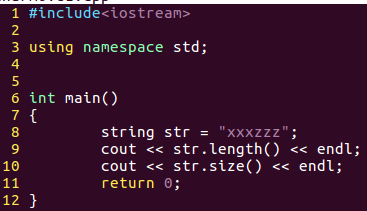 1 #include<iostream>
2
3 using namespace std;
4
5
6 int main()
7 {
8         string str = "xxxzzz";
9         cout << str.length() << endl;
10         cout << str.size() << endl;
11         return 0;
12 }